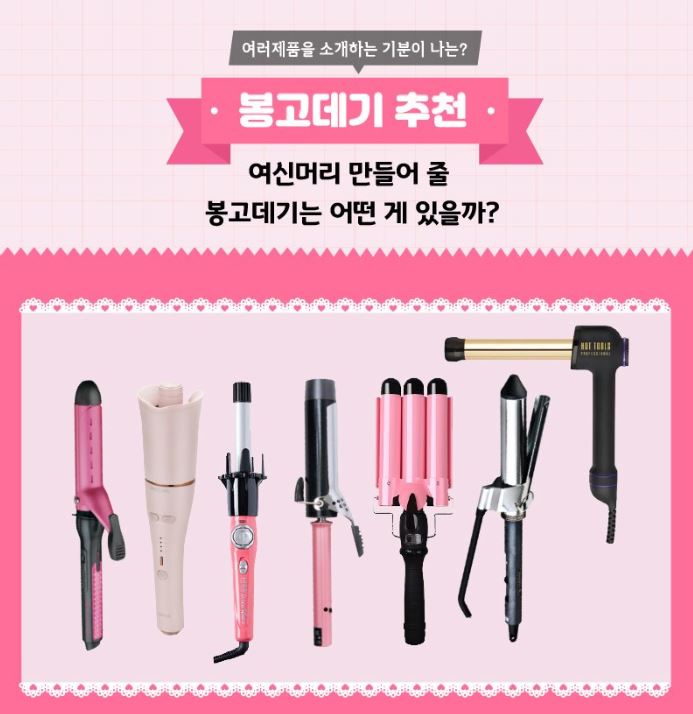 여러제품을 소개하는 기분이 나는?
봉고데기 추천
여신머리 만들어 줄
봉고데기는 어떤 게 있을까?
HOT TOOLS
PROFESSIONAL